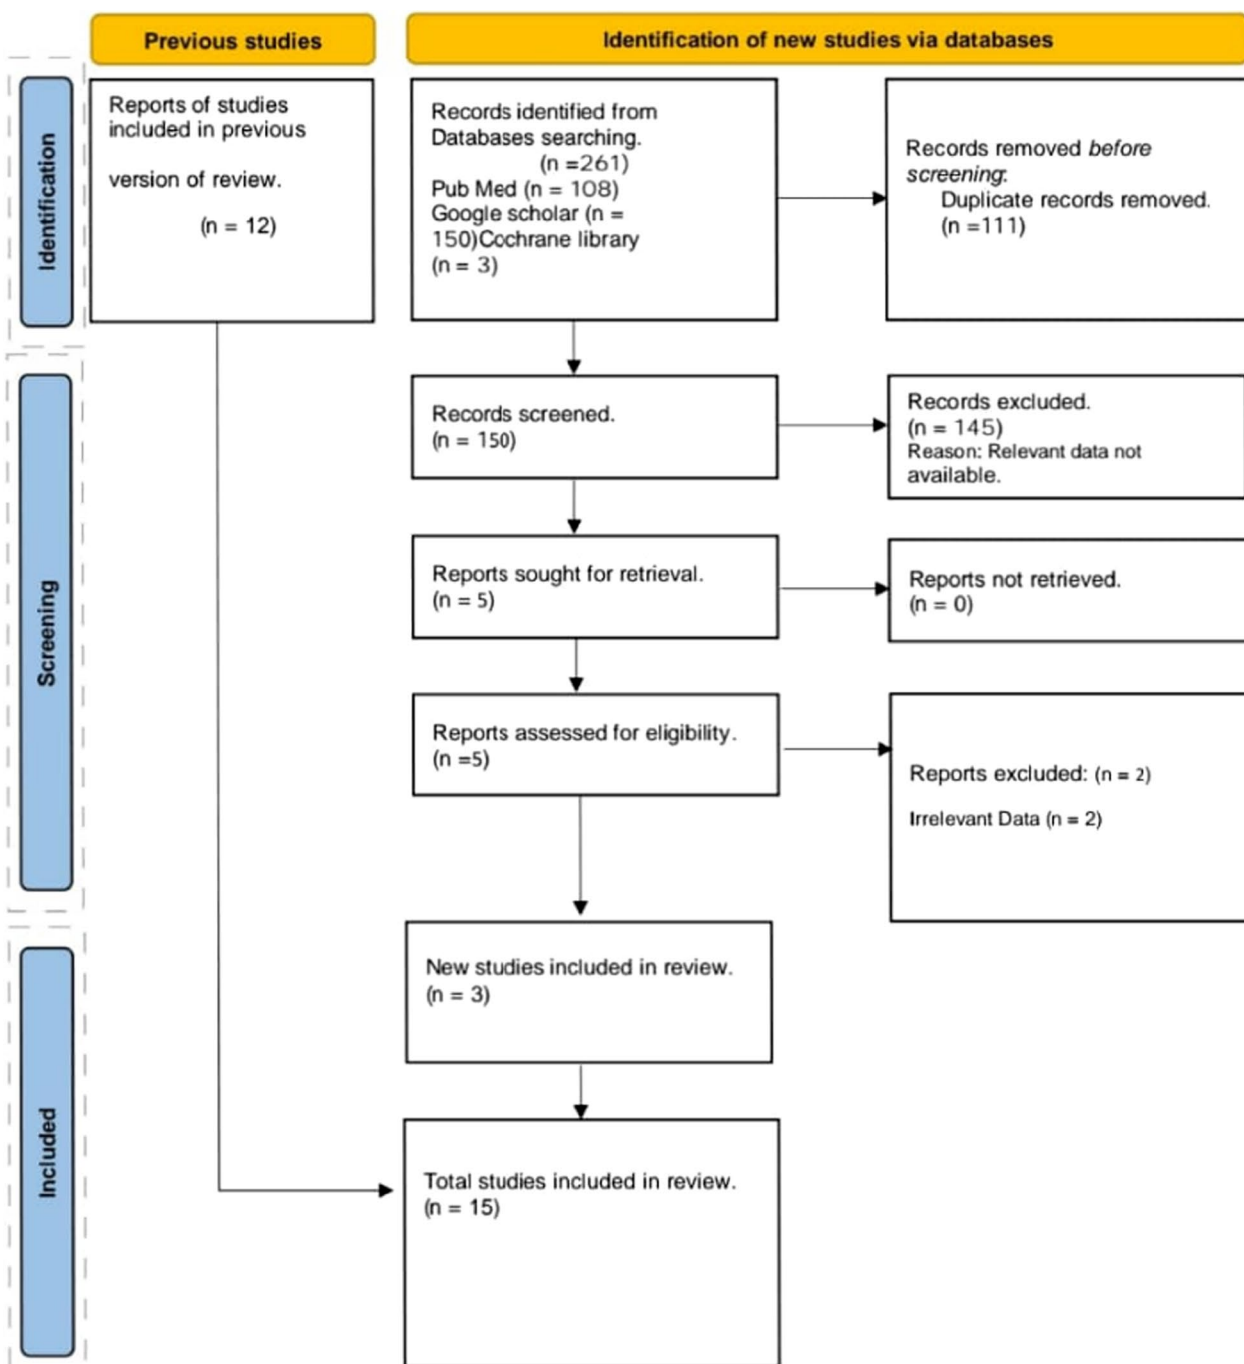 Previous studies
Identification of new studies via databases
Identification
Reports of studies
included in previous
version of review.
(n = 12)
Records identified from
Databases searching.
(n =261)
Pub Med (n = 108)
Google scholar (n =
150)Cochrane library
(n = 3)
Records removed before
screening:
Duplicate records removed.
(n =111)
Screening
Records screened.
(n = 150)
Records excluded.
(n = 145)
Reason: Relevant data not
available.
Reports sought for retrieval.
(n = 5)
Reports not retrieved.
(n = 0)
Reports assessed for eligibility.
(n =5)
Reports excluded: (n = 2)
Irrelevant Data (n = 2)
Included
New studies included in review.
(n = 3)
Total studies included in review.
(n = 15)